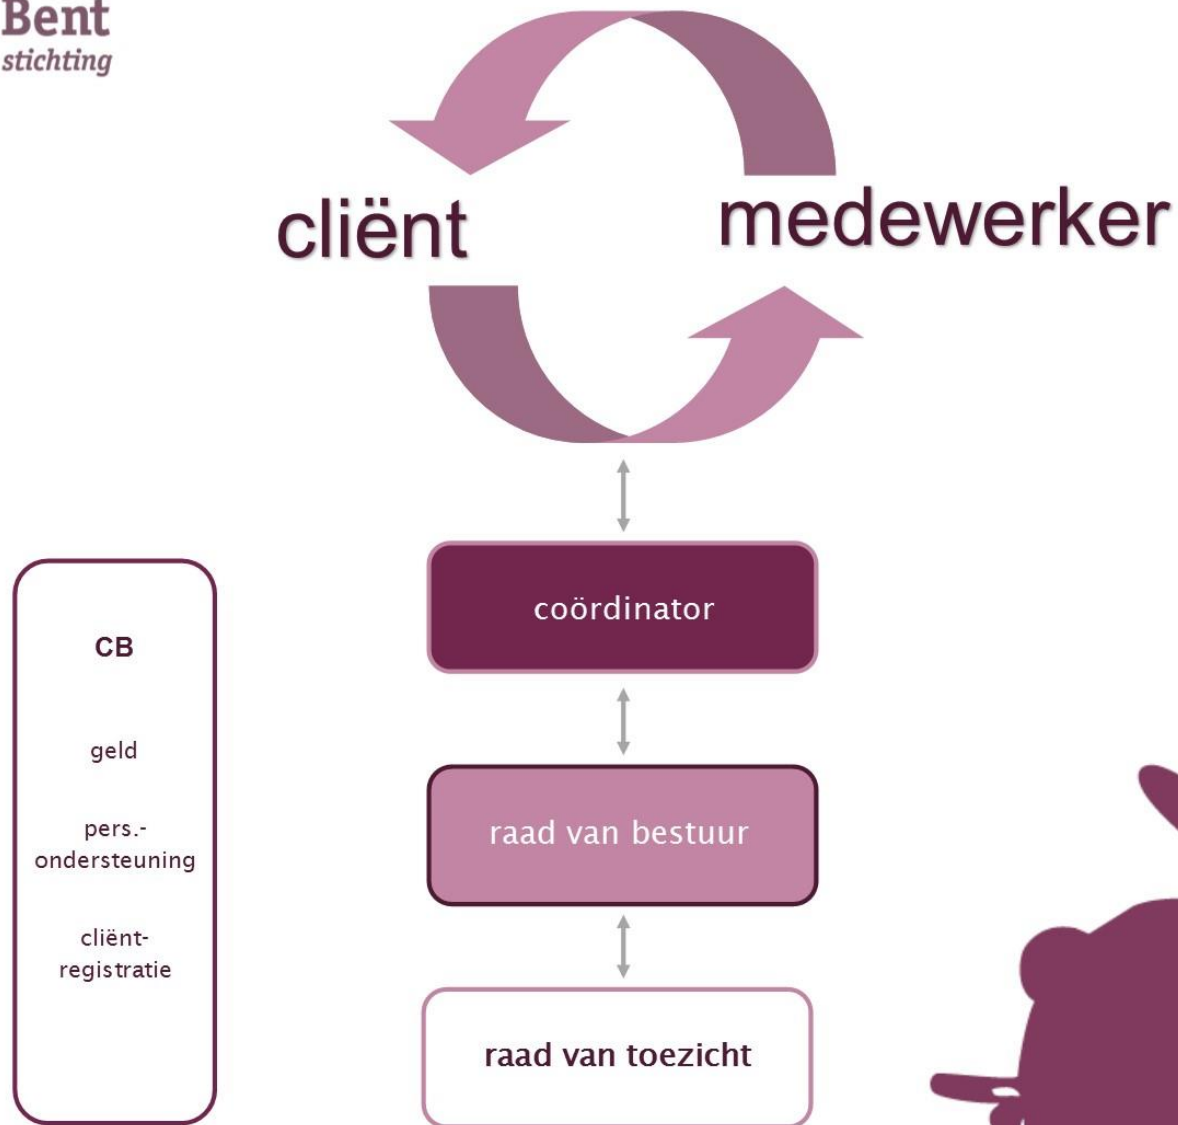 Bent
stichting
cliënt
medewerker
coördinator
CB
geld
pers.-
ondersteuning
cliënt-
registratie
raad van bestuur
raad van toezicht